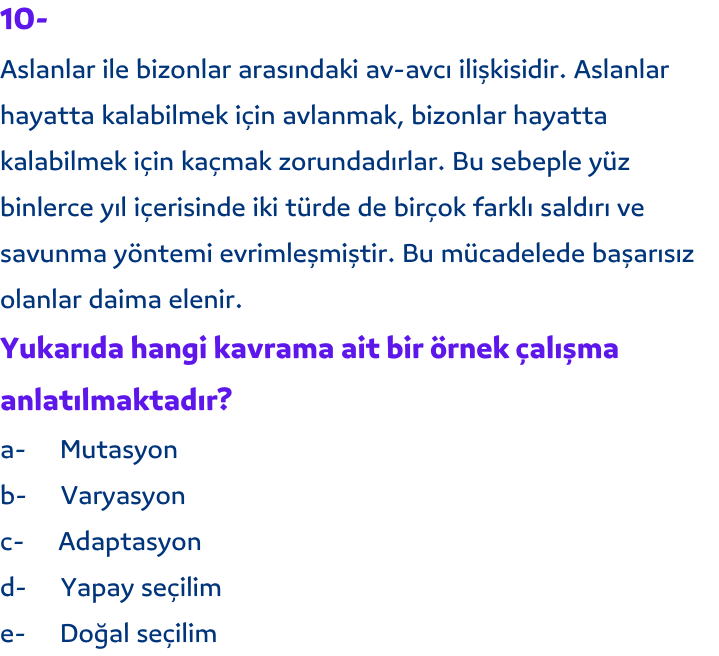 10-
Aslanlar ile bizonlar arasındaki av-avcı ilişkisidir. Aslanlar
hayatta kalabilmek için avlanmak, bizonlar hayatta
kalabilmek için kaçmak zorundadırlar. Bu sebeple yüz
binlerce yıl içerisinde iki türde de birçok farklı saldırı ve
savunma yöntemi evrimleşmiştir. Bu mücadelede başarısız
olanlar daima elenir.
Yukarıda hangi kavrama ait bir örnek çalışma
anlatılmaktadır?
a- Mutasyon
b- Varyasyon
c- Adaptasyon
d- Yapay seçilim
e- Doğal seçilim